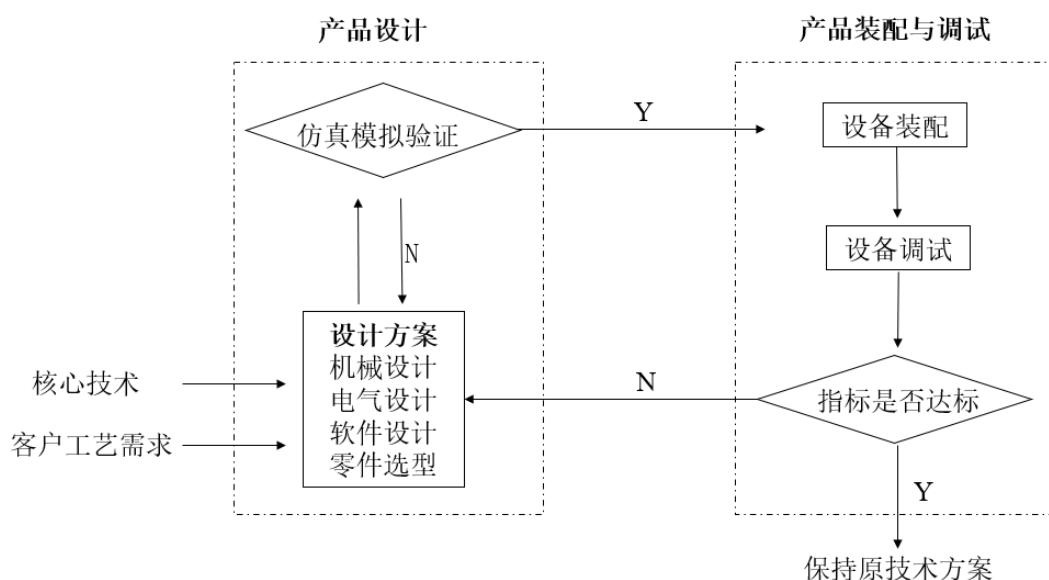 产品设计
产品装配与调试
仿真模拟验证
Y
设备装配
N
设备调试
设计方案
机械设计
电气设计
软件设计
零件选型
核心技术
客户工艺需求
N
指标是否达标
Y
保持原技术方案